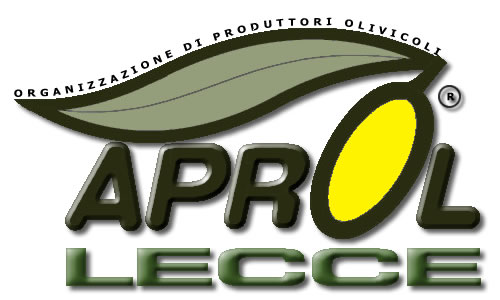 ORGANIZZAZIONE DI PRODUTTORI OLIVICOLI
®
APROL
LECCE